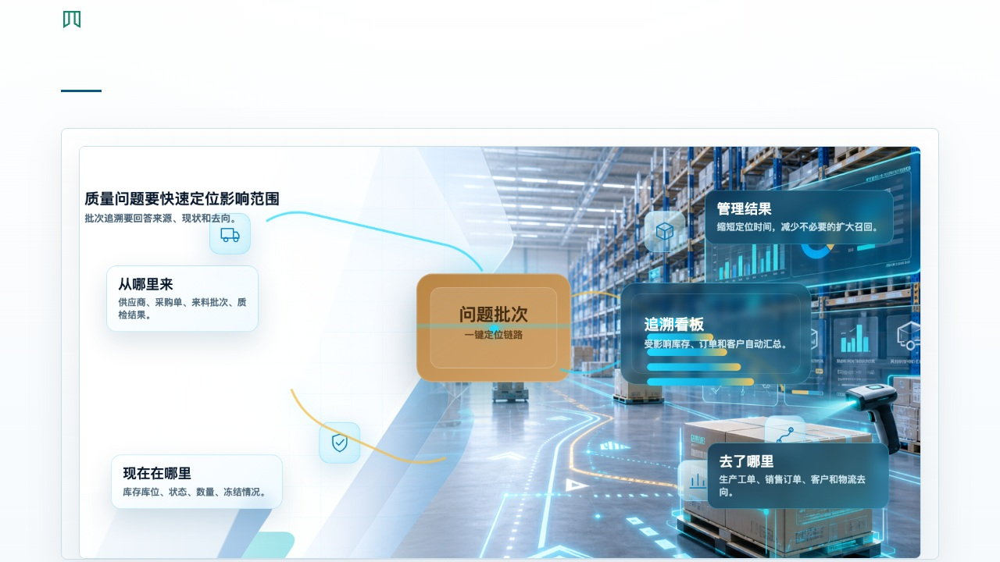 质量问题要快速定位影响范围
批次追溯要回答来源、现状和去向。
从哪里来
供应商、采购单、来料批次、质
检结果。
问题批次
一键定位链路
管理结果
缩短定位时间，减少不必要的扩大召回。
追溯看板
受影响库存、订单和客户自动汇总。
现在在哪里
库存库位、状态、数量、冻结情况。
去了哪里
生产工单、销售订单、客户和物流去
向。